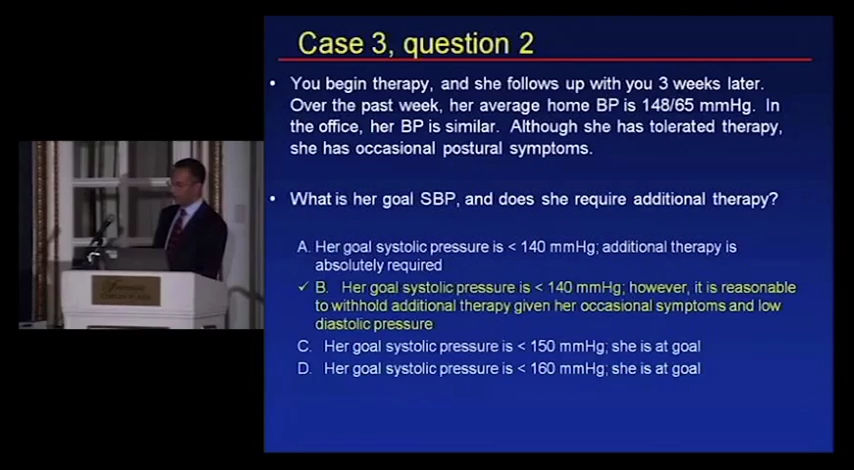 Case 3, question 2
• You begin therapy, and she follows up with you 3 weeks later.
Over the past week, her average home BP is 148/65 mmHg. In
the office, her BP is similar. Although she has tolerated therapy,
she has occasional postural symptoms.
• What is her goal SBP, and does she require additional therapy?
A. Her goal systolic pressure is < 140 mmHg; additional therapy is
absolutely required
✓ B. Her goal systolic pressure is < 140 mmHg; however, it is reasonable
to withhold additional therapy given her occasional symptoms and low
diastolic pressure
C. Her goal systolic pressure is < 150 mmHg; she is at goal
D. Her goal systolic pressure is < 160 mmHg; she is at goal